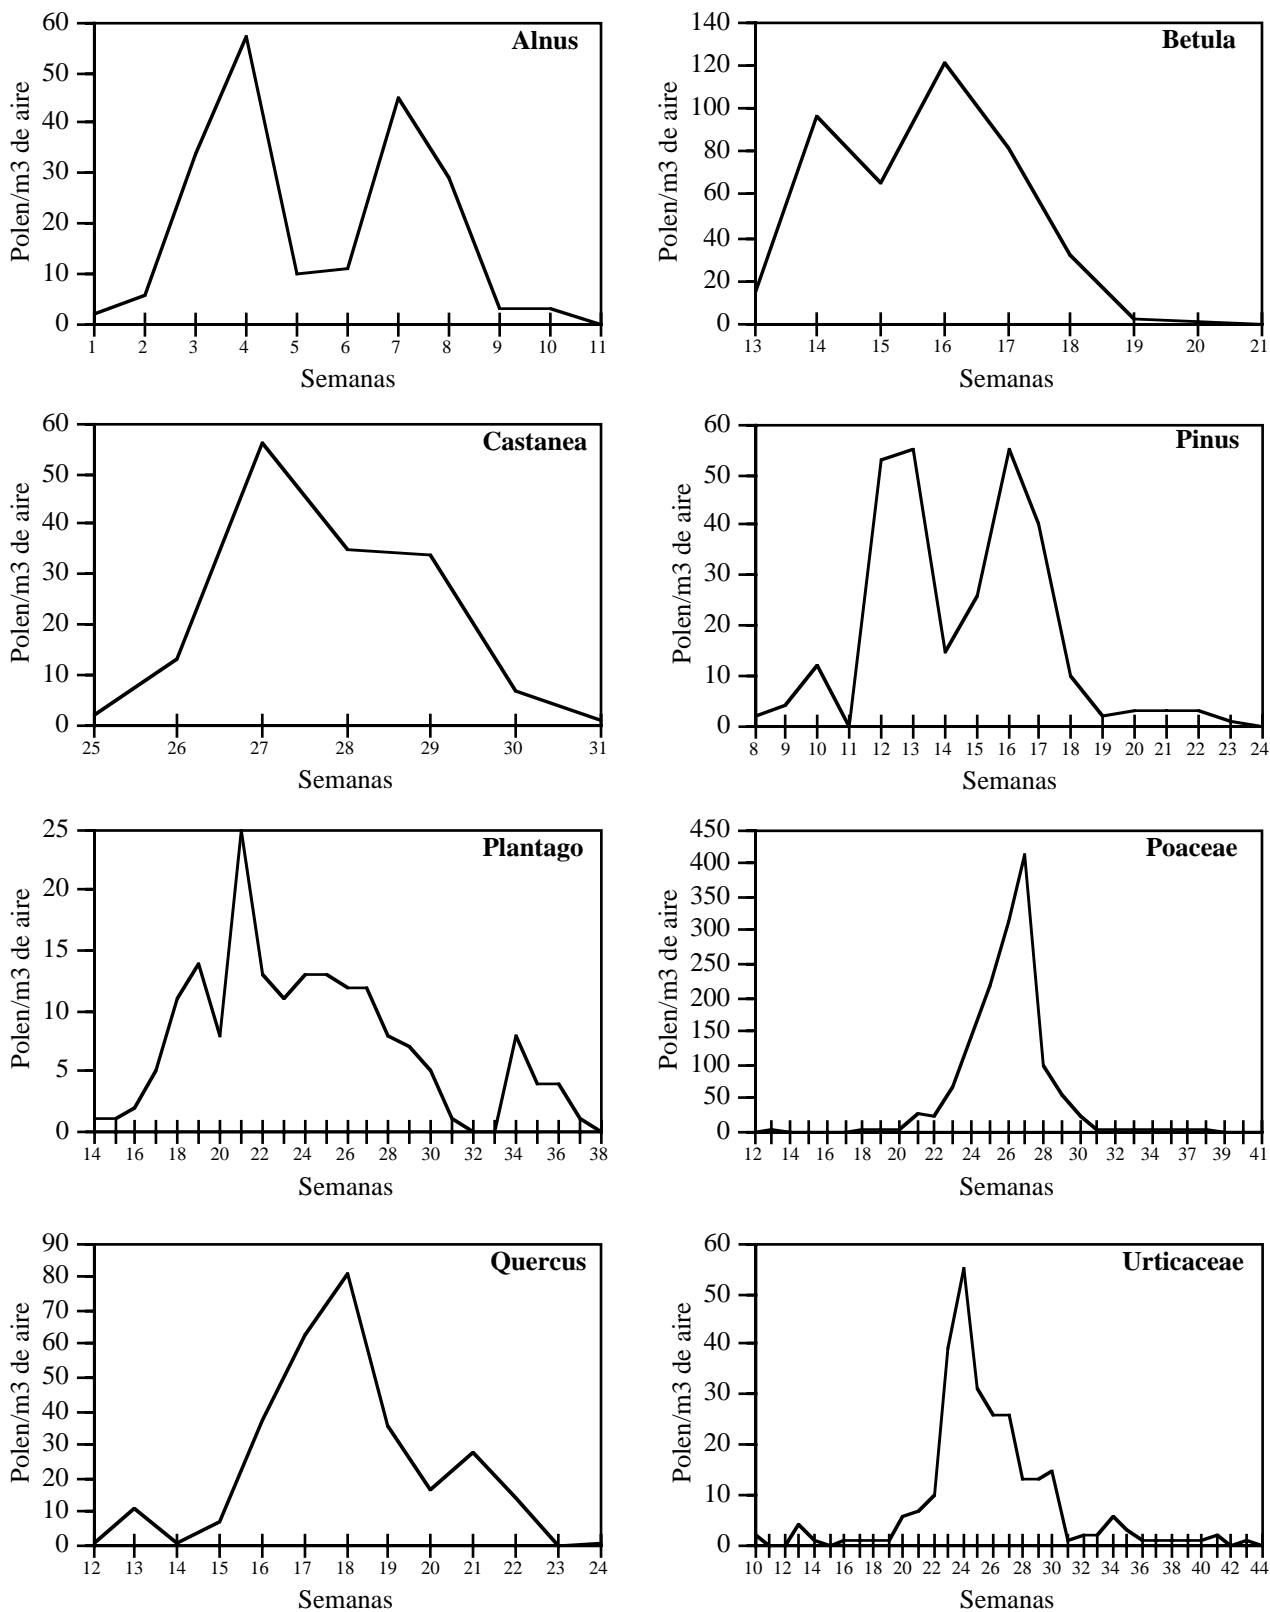 Alnus
Polen/m3 de aire
60
50
40
30
20
10
0
1 2 3 4 5 6 7 8 9 10 11
Semanas
Betula
Polen/m3 de aire
140
120
100
80
60
40
20
0
13 14 15 16 17 18 19 20 21
Semanas
Castanea
Polen/m3 de aire
60
50
40
30
20
10
0
25 26 27 28 29 30 31
Semanas
Pinus
Polen/m3 de aire
60
50
40
30
20
10
0
8 9 10 11 12 13 14 15 16 17 18 19 20 21 22 23 24
Semanas
Plantago
Polen/m3 de aire
25
20
15
10
5
0
14 16 18 20 22 24 26 28 30 32 34 36 38
Semanas
Poaceae
Polen/m3 de aire
450
400
350
300
250
200
150
100
50
0
12 14 16 18 20 22 24 26 28 30 32 34 37 39 41
Semanas
Quercus
Polen/m3 de aire
90
80
70
60
50
40
30
20
10
0
12 13 14 15 16 17 18 19 20 21 22 23 24
Semanas
Urticaceae
Polen/m3 de aire
60
50
40
30
20
10
0
10 12 14 16 18 20 22 24 26 28 30 32 34 36 38 40 42 44
Semanas